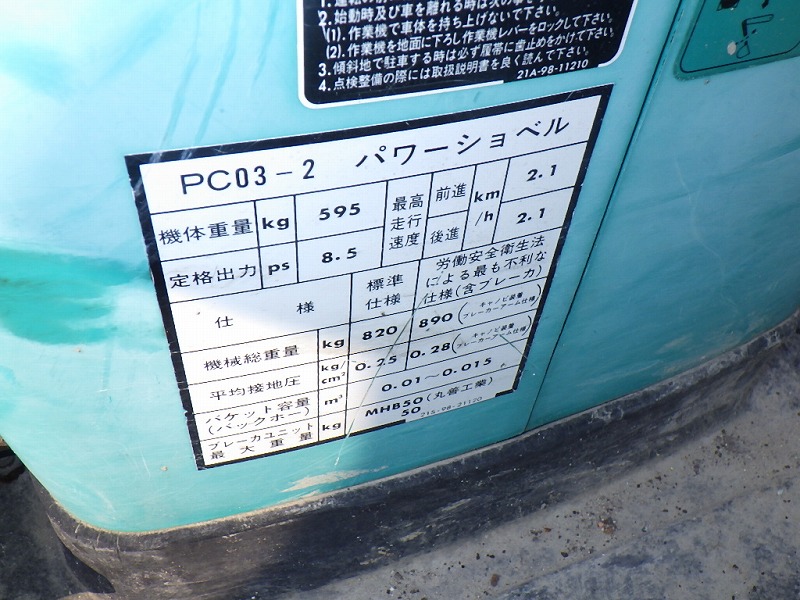 2. 始動時及び車を離れる時は次の事を
(1). 作業機で車体を持ち上げないで下さい。
(2). 作業機を地面に下ろし作業機レバーをロックして下さい。
3. 傾斜地で駐車する時は必ず履帯に歯止めをかけて下さい。
4. 点検整備の際には取扱説明書を良く読んで下さい。
21A-98-11210
PC03-2 パワーショベル
機体重量 kg 595 最高走行速度 前進 km/h 2.1
定格出力 ps 8.5 後進 2.1
仕様 標準仕様 労働安全衛生法による最も不利な仕様(含ブレーカ)
機械総重量 kg 820 890 (キャノピ装着 ブレーカーアーム仕様)
平均接地圧 kg/cm² 0.25 0.28 (キャノピ装着 ブレーカーアーム仕様)
バケット容量(バックホー) m³ 0.01～0.015
ブレーカユニット最大重量 kg MHB50(丸善工業) 50
21S-98-21120